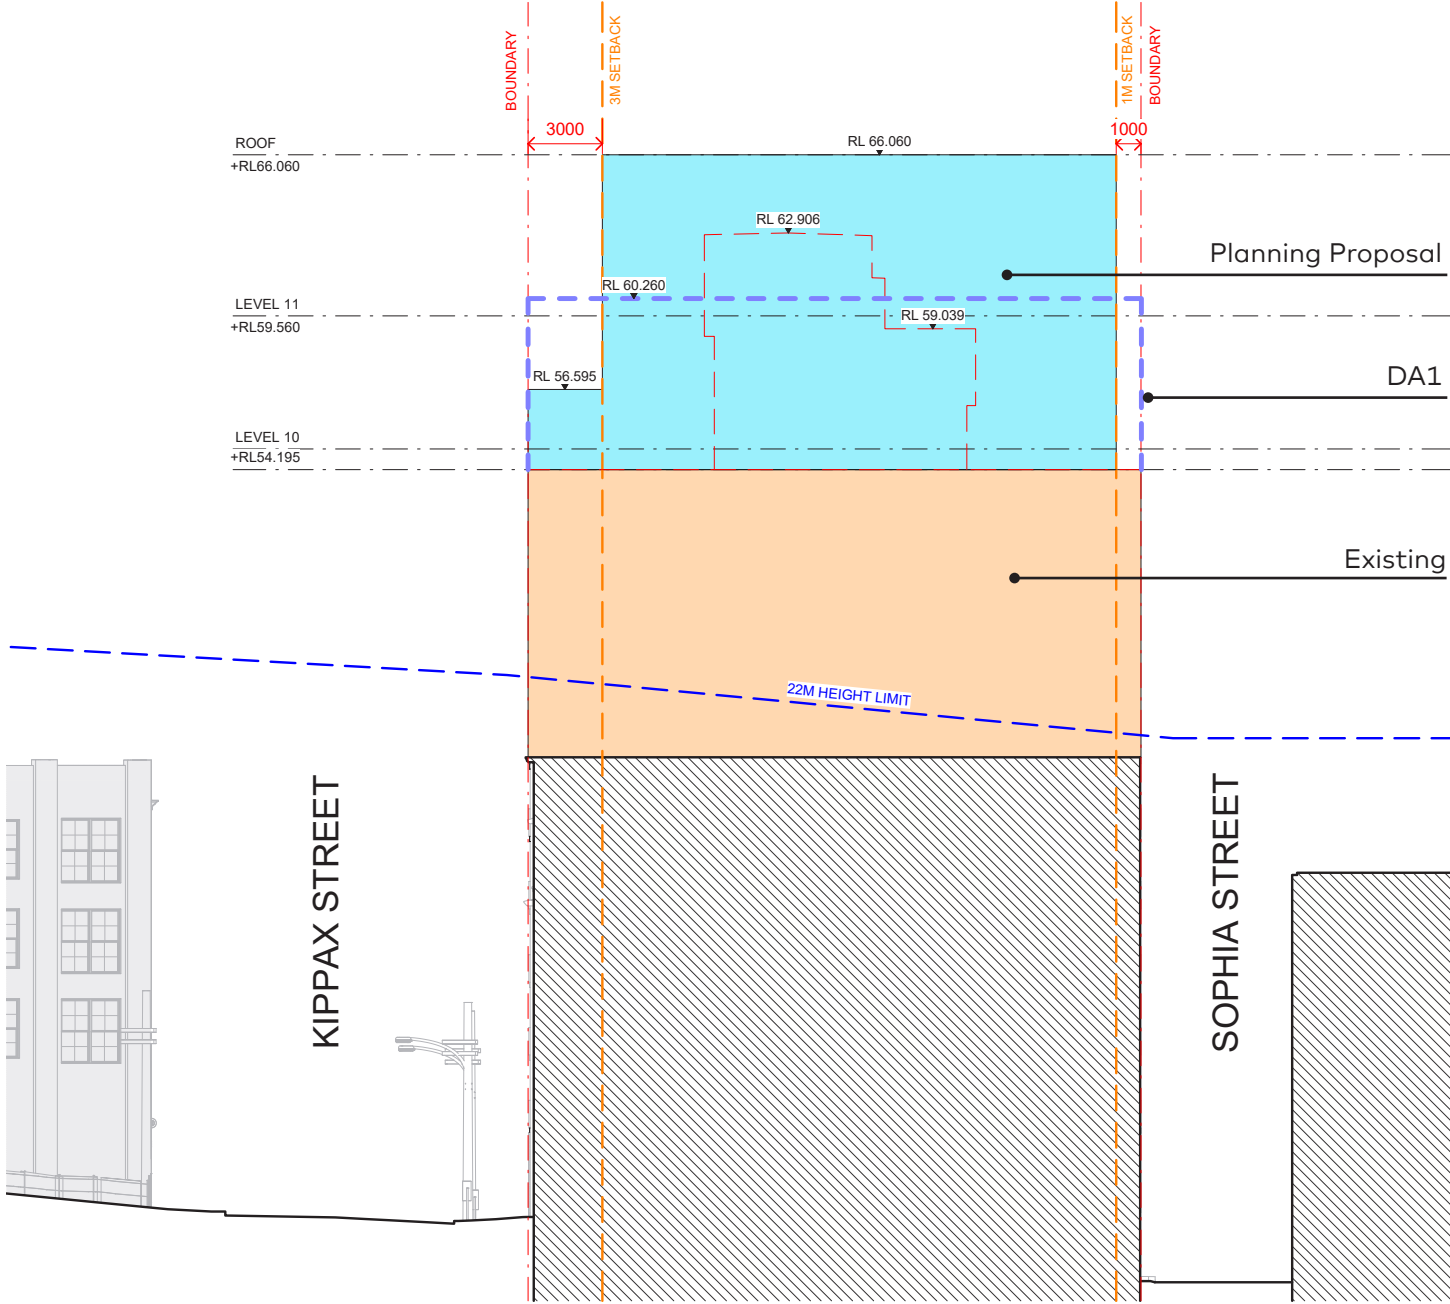 BOUNDARY
3M SETBACK
1M SETBACK
BOUNDARY
3000
1000
ROOF
+RL66.060
RL 66.060
RL 62.906
Planning Proposal
RL 60.260
LEVEL 11
+RL59.560
RL 59.039
RL 56.595
DA1
LEVEL 10
+RL54.195
Existing
22M HEIGHT LIMIT
KIPPAX STREET
SOPHIA STREET